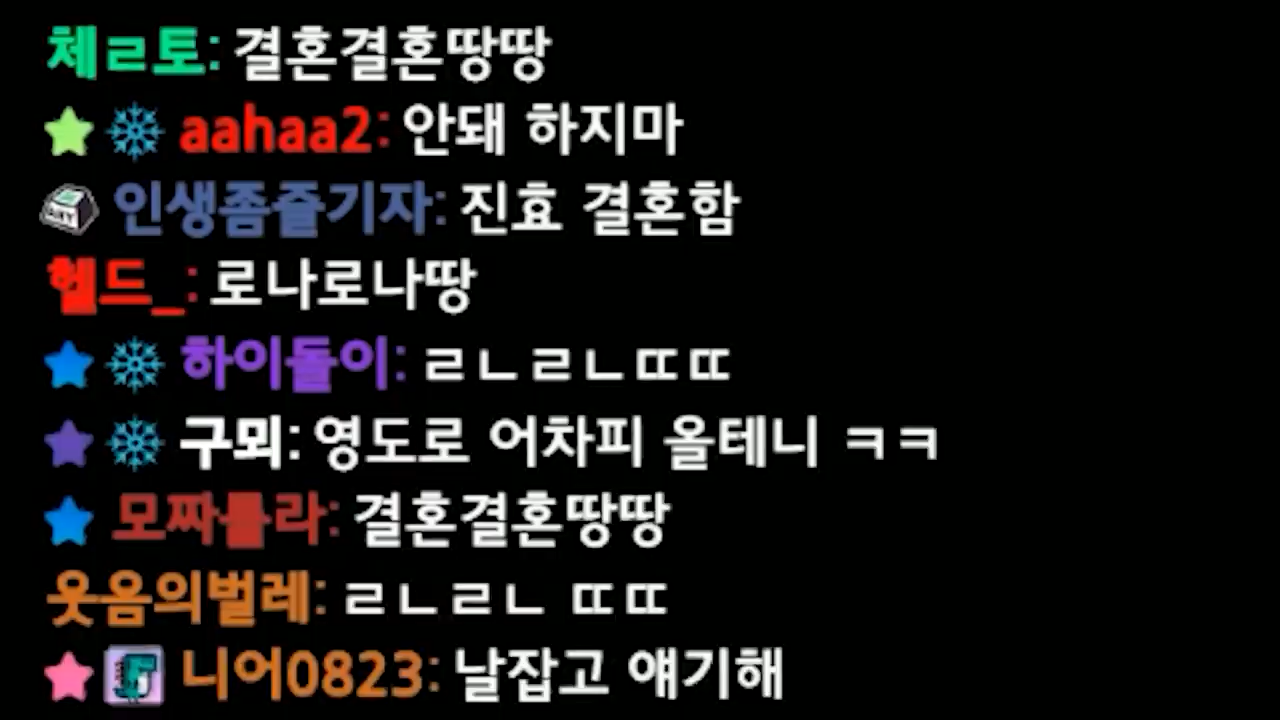 체ㄹ토: 결혼결혼땅땅
aahaa2: 안돼 하지마
인생좀즐기자: 진효 결혼함
헬드_: 로나로나땅
하이돌이: ㄹㄴㄹㄴㄸㄸ
구뫼: 영도로 어차피 올테니 ㅋㅋ
모짜롤라: 결혼결혼땅땅
웃음의벌레: ㄹㄴㄹㄴ ㄸㄸ
니어0823: 날잡고 얘기해